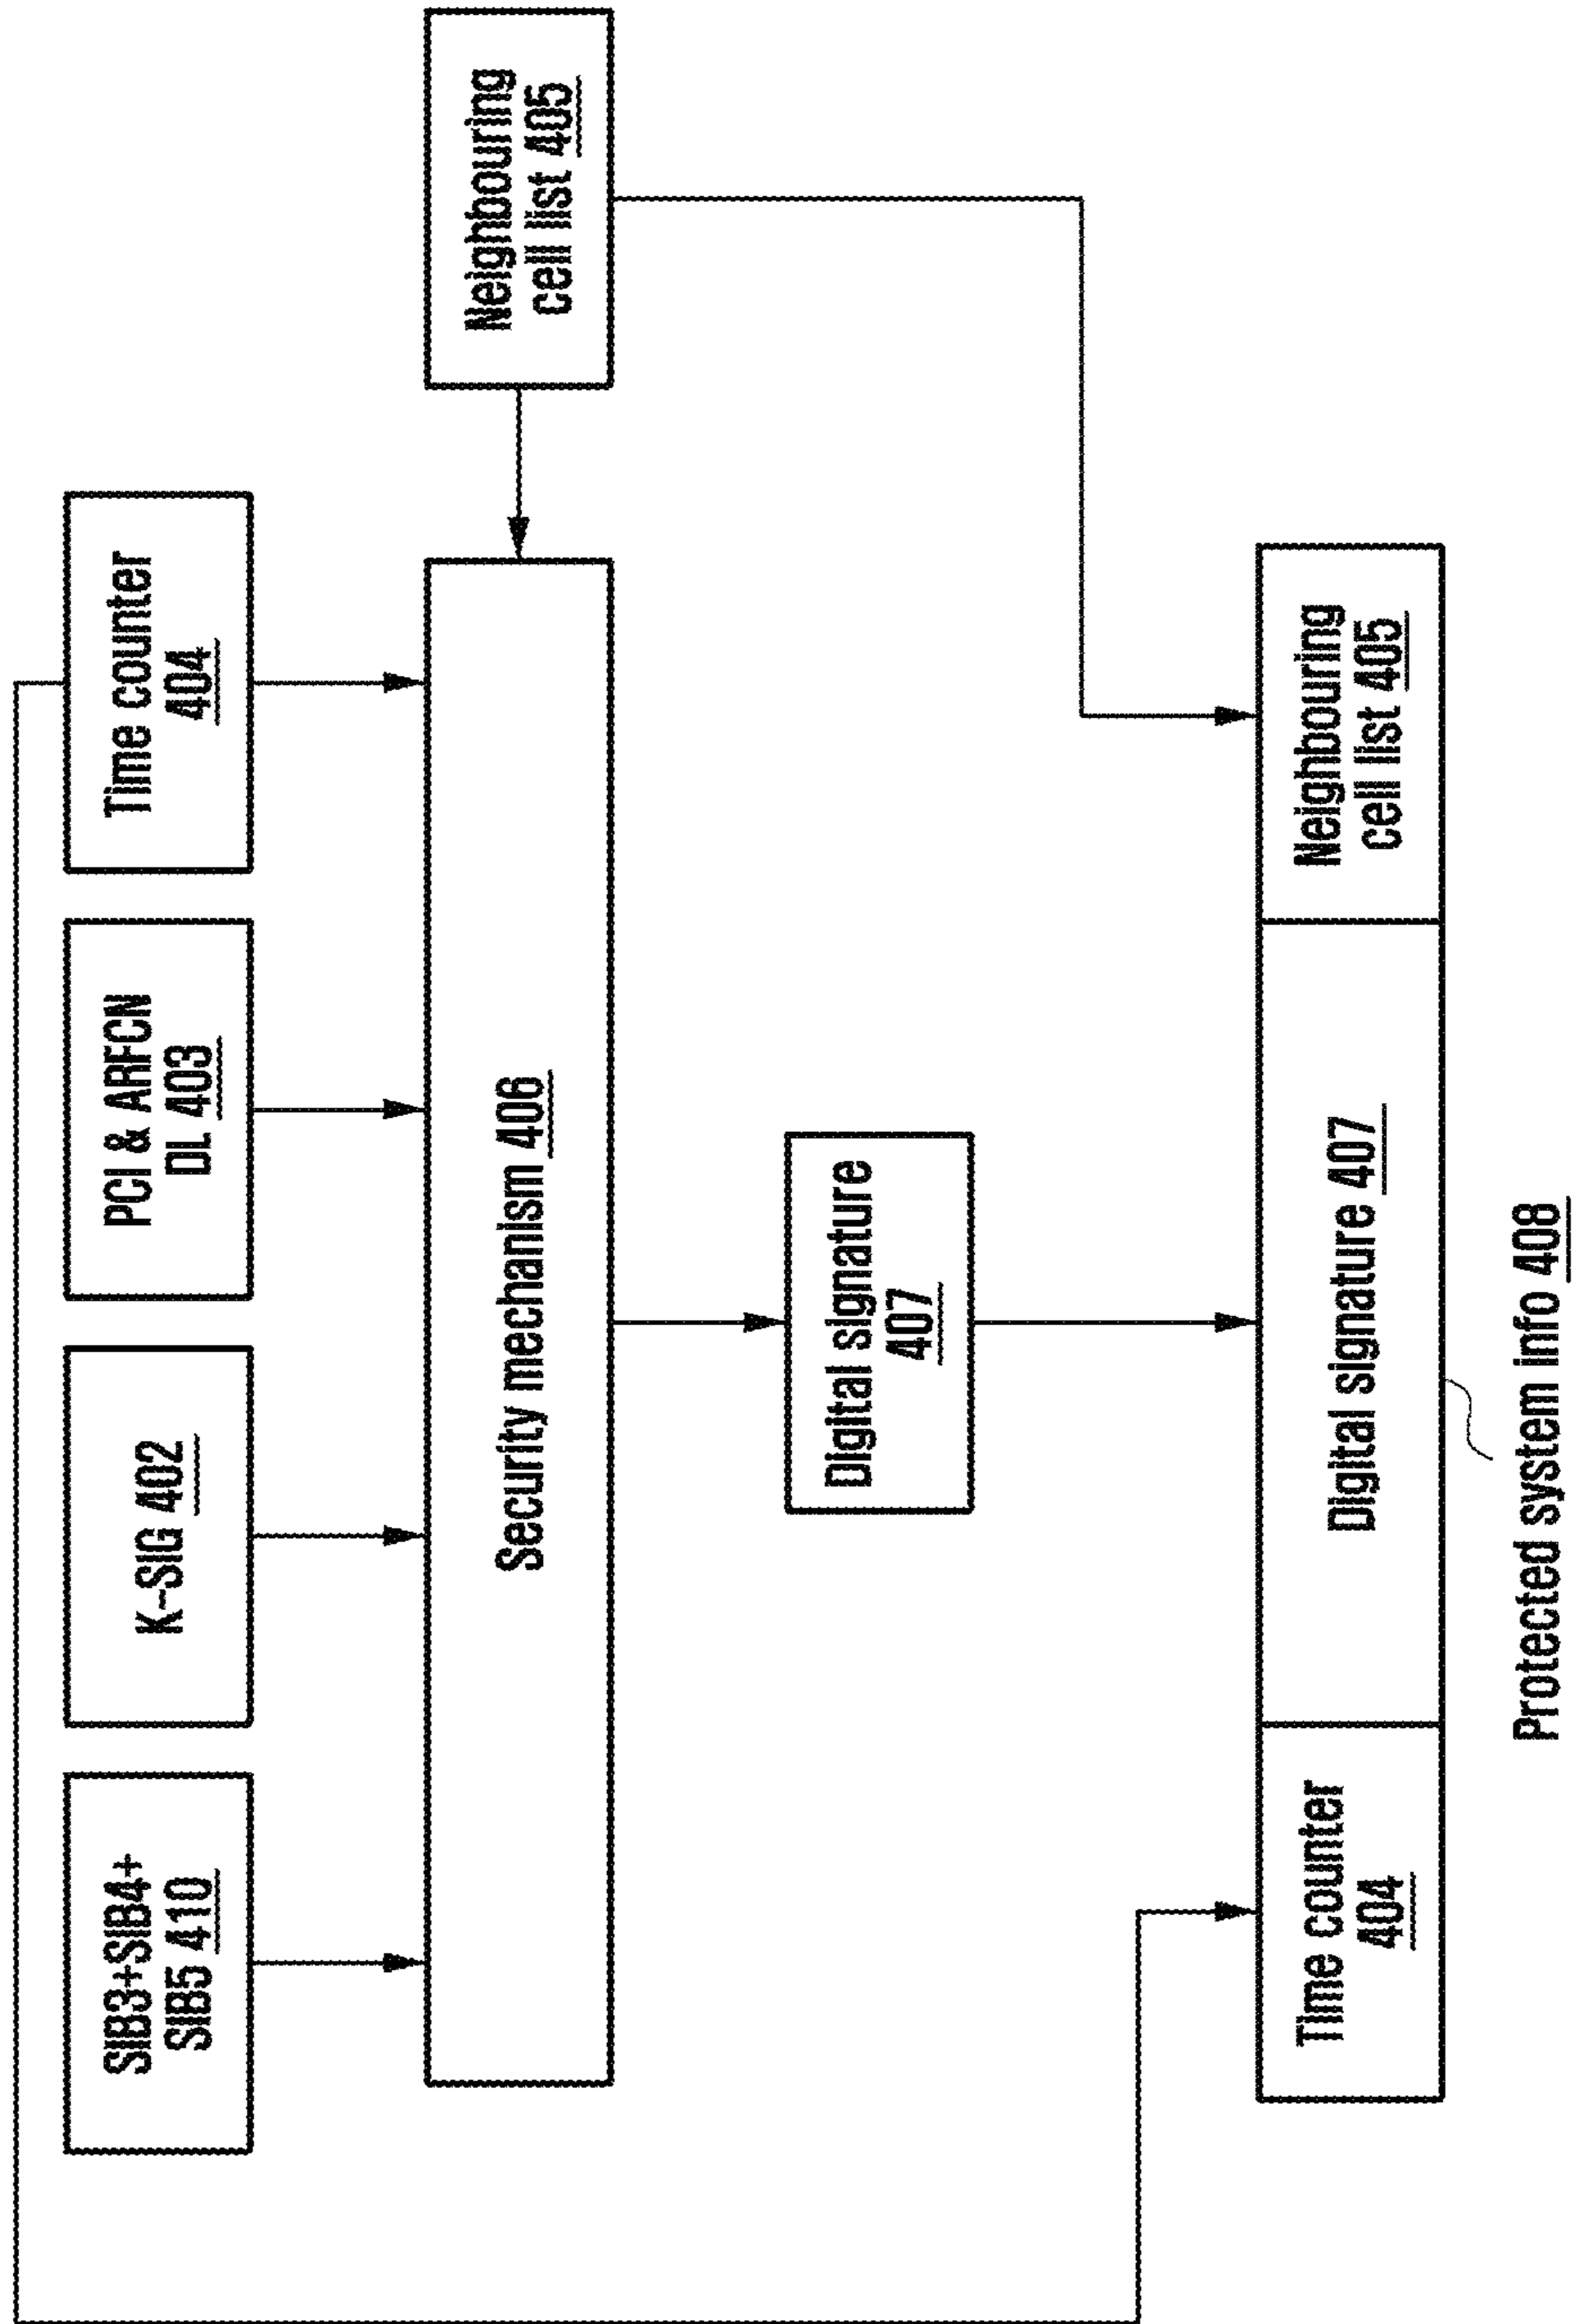 SIB3+SIB4+
SIB5 410
K-SIG 402
PCI & ARFCN
DL 403
Time counter
404
Security mechanism 406
Neighbouring
cell list 405
Digital signature
407
Time counter
404
Digital signature 407
Neighbouring
cell list 405
Protected system info 408